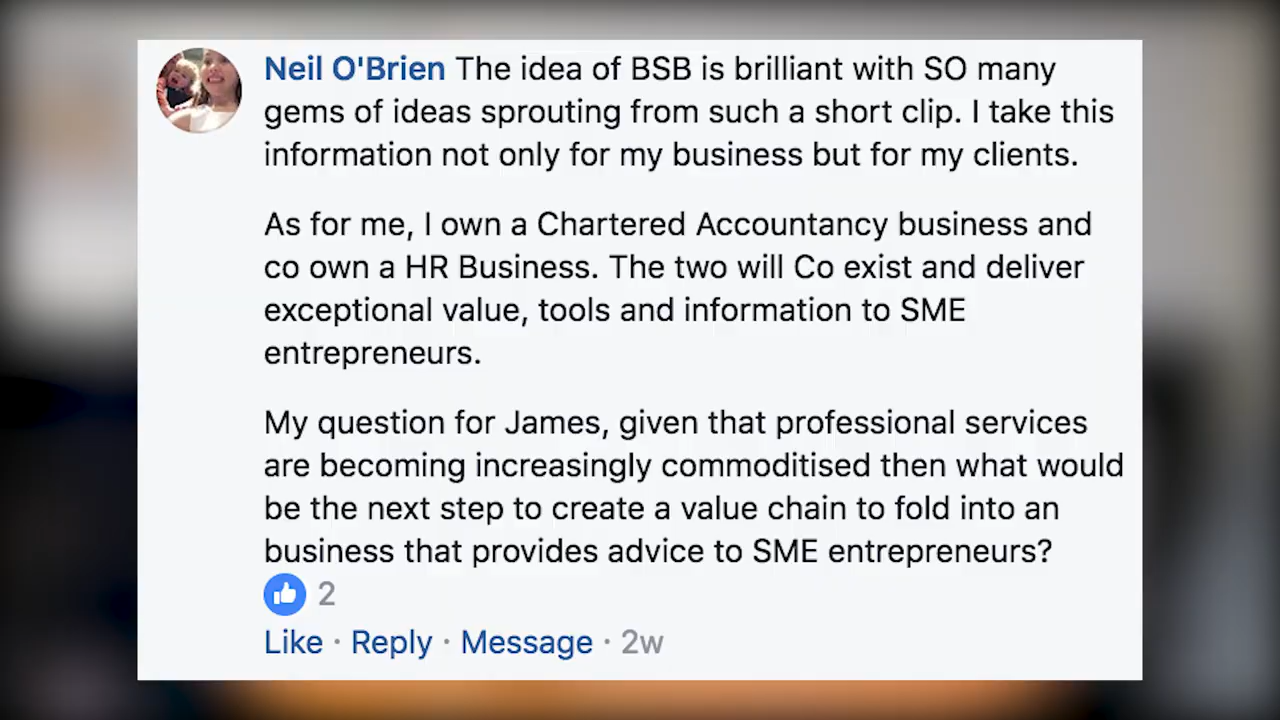 Neil O'Brien The idea of BSB is brilliant with SO many
gems of ideas sprouting from such a short clip. I take this
information not only for my business but for my clients.
As for me, I own a Chartered Accountancy business and
co own a HR Business. The two will Co exist and deliver
exceptional value, tools and information to SME
entrepreneurs.
My question for James, given that professional services
are becoming increasingly commoditised then what would
be the next step to create a value chain to fold into an
business that provides advice to SME entrepreneurs?
2
Like · Reply · Message · 2w